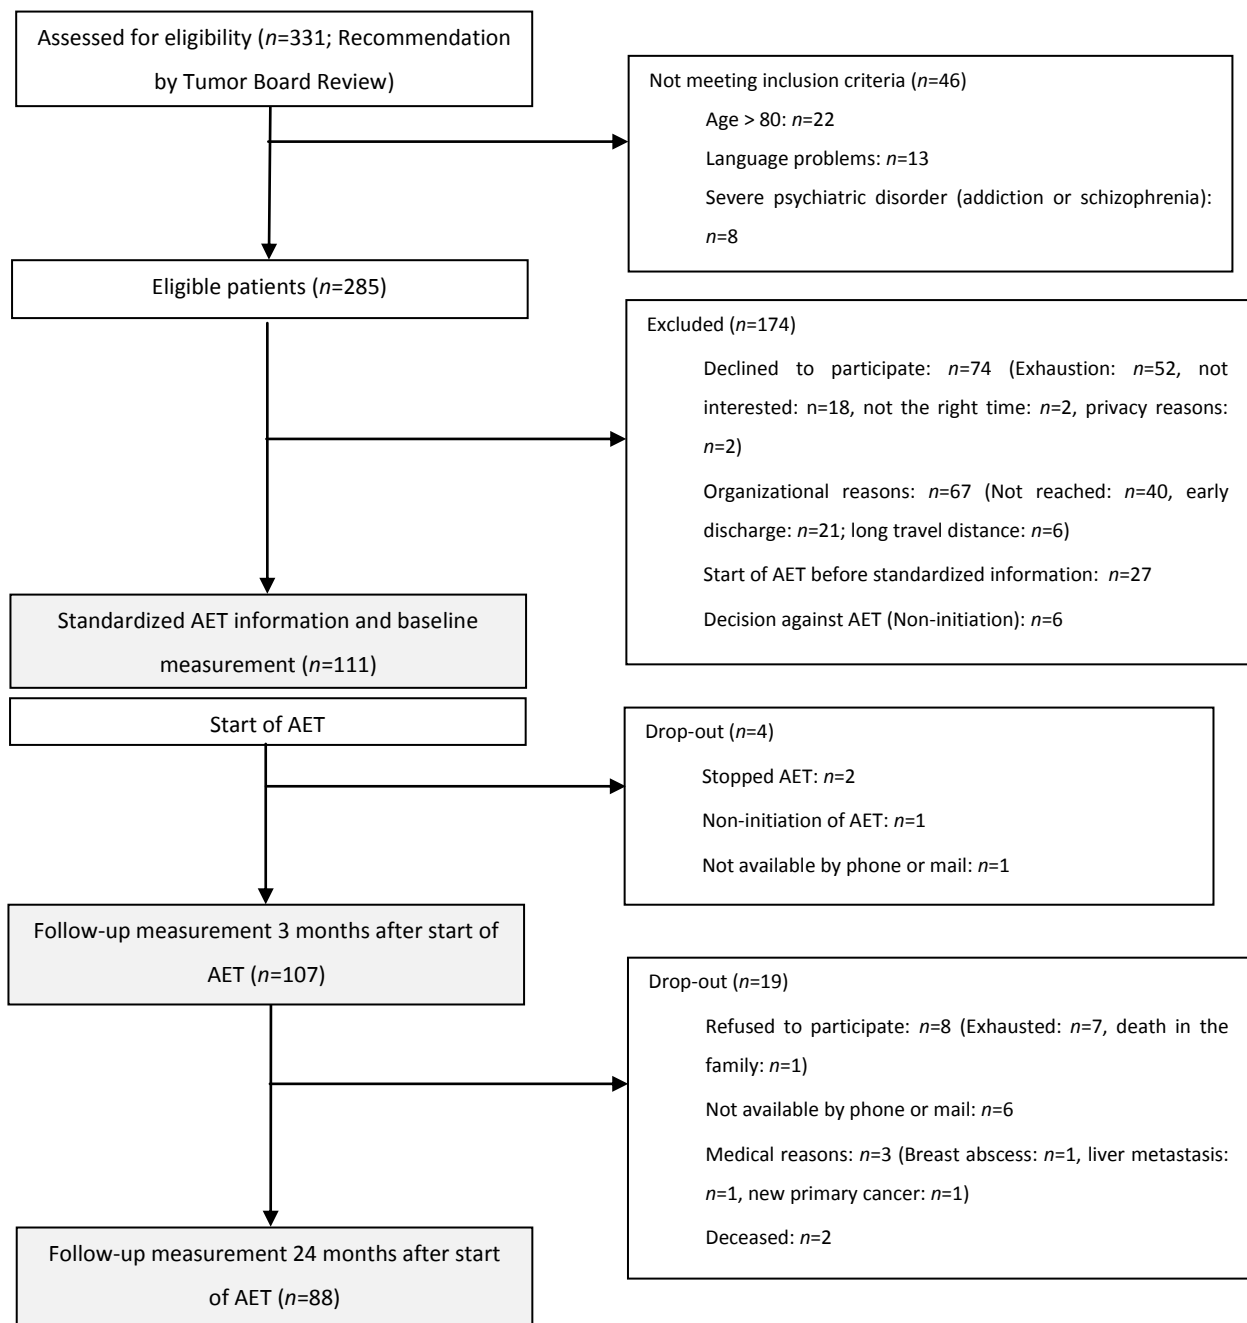 Assessed for eligibility (n=331; Recommendation
by Tumor Board Review)
Not meeting inclusion criteria (n=46)
Age > 80: n=22
Language problems: n=13
Severe psychiatric disorder (addiction or schizophrenia):
n=8
Eligible patients (n=285)
Excluded (n=174)
Declined to participate: n=74 (Exhaustion: n=52, not
interested: n=18, not the right time: n=2, privacy reasons:
n=2)
Organizational reasons: n=67 (Not reached: n=40, early
discharge: n=21; long travel distance: n=6)
Start of AET before standardized information: n=27
Decision against AET (Non-initiation): n=6
Standardized AET information and baseline
measurement (n=111)
Start of AET
Drop-out (n=4)
Stopped AET: n=2
Non-initiation of AET: n=1
Not available by phone or mail: n=1
Follow-up measurement 3 months after start of
AET (n=107)
Drop-out (n=19)
Refused to participate: n=8 (Exhausted: n=7, death in the
family: n=1)
Not available by phone or mail: n=6
Medical reasons: n=3 (Breast abscess: n=1, liver metastasis:
n=1, new primary cancer: n=1)
Deceased: n=2
Follow-up measurement 24 months after start
of AET (n=88)